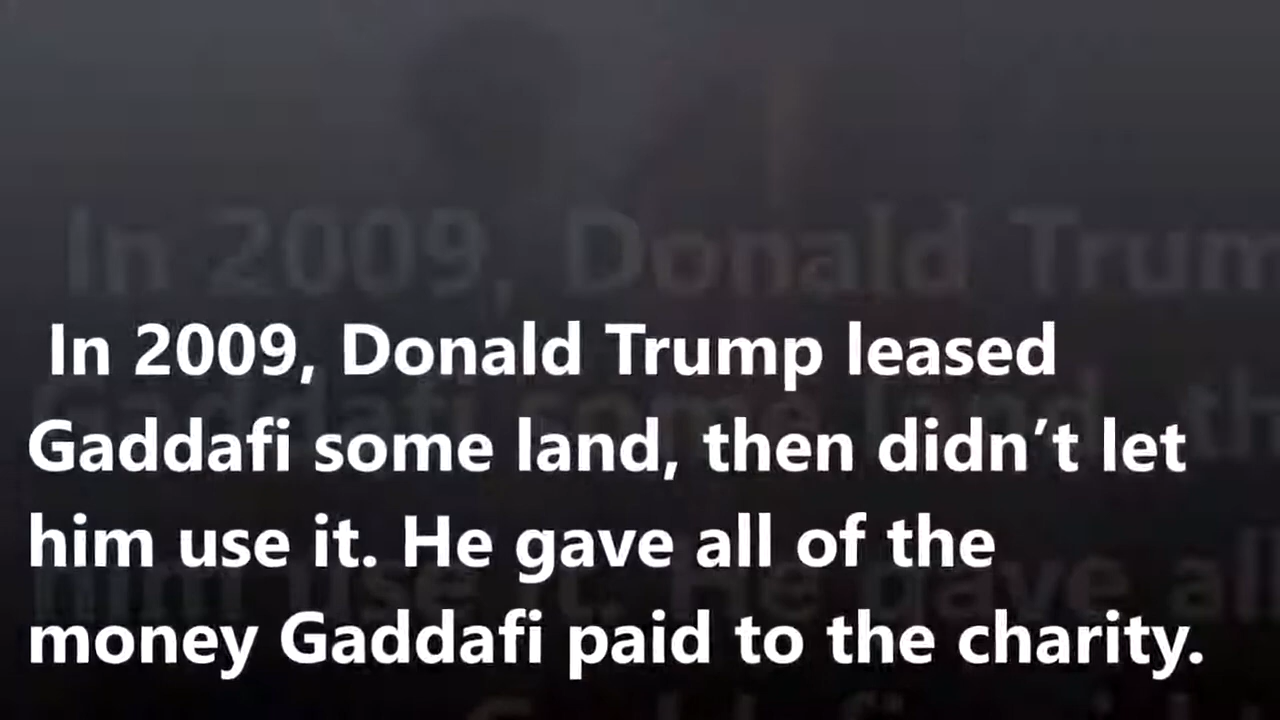 In 2009, Donald Trump leased
Gaddafi some land, then didn’t let
him use it. He gave all of the
money Gaddafi paid to the charity.